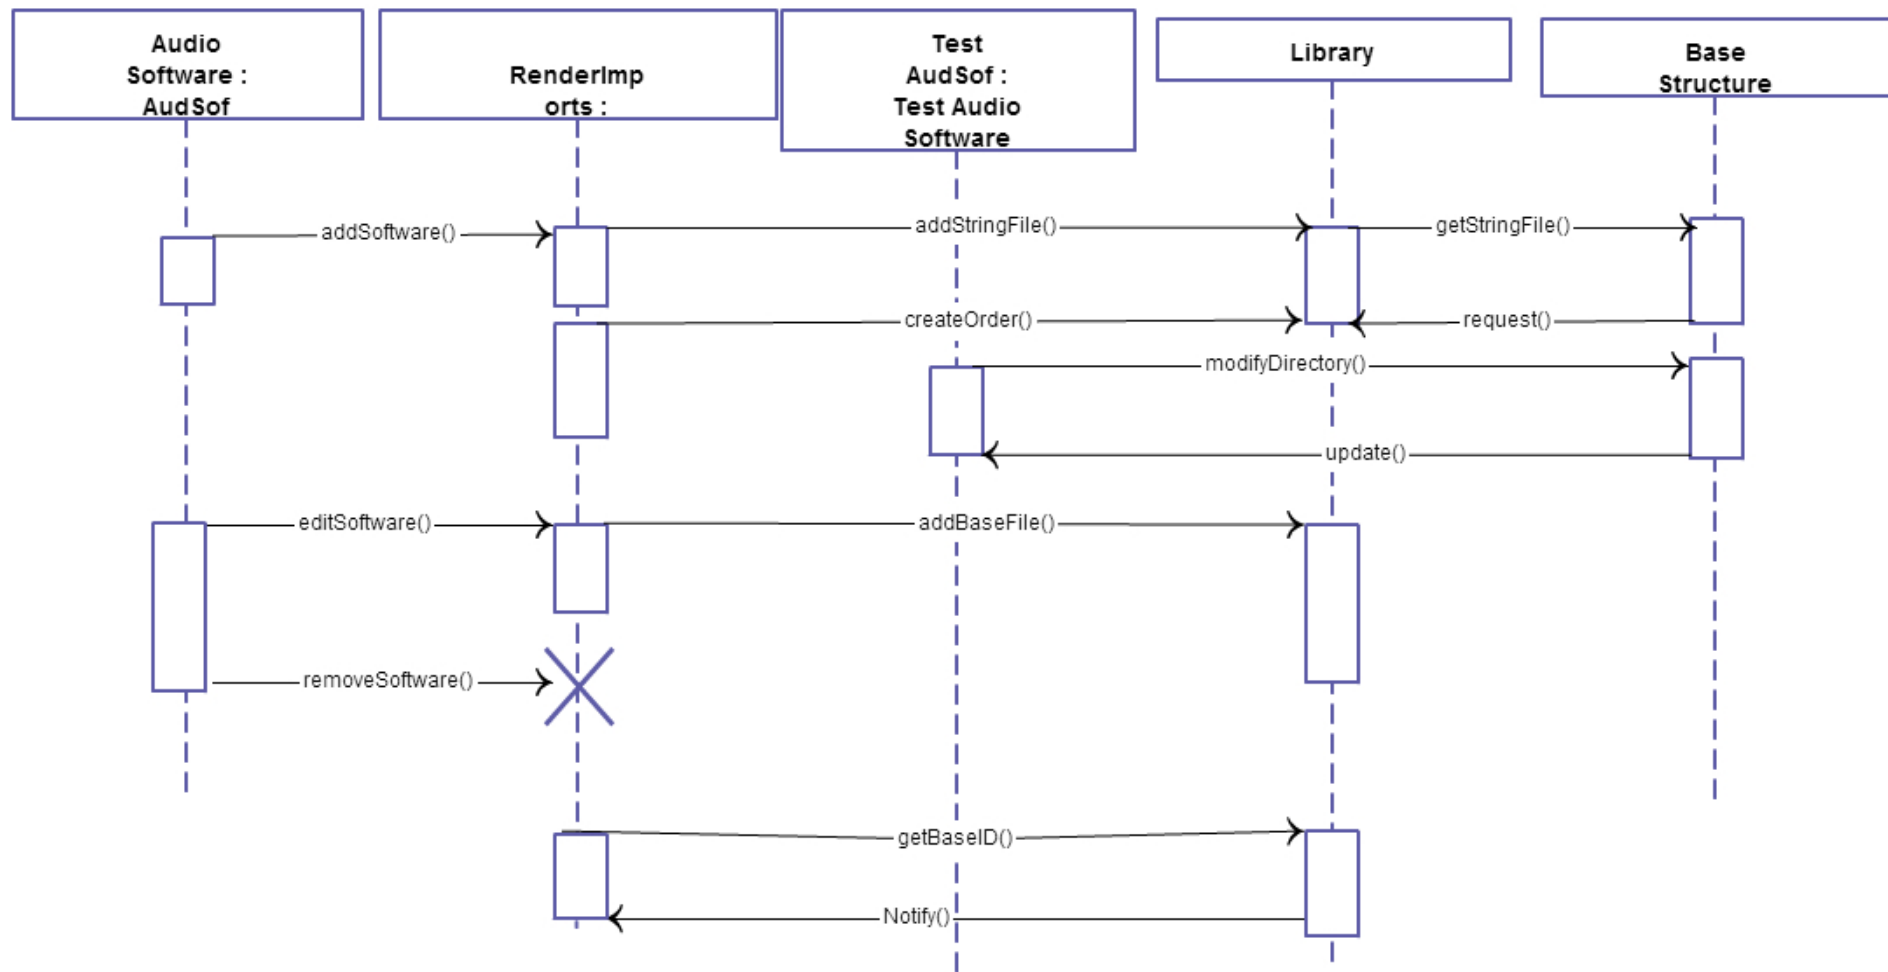 Audio
Software :
AudSof
RenderImp
orts :
Test
AudSof :
Test Audio
Software
Library
Base
Structure
addSoftware()
addStringFile()
getStringFile()
createOrder()
request()
modifyDirectory()
update()
editSoftware()
addBaseFile()
removeSoftware()
getBaseID()
Notify()